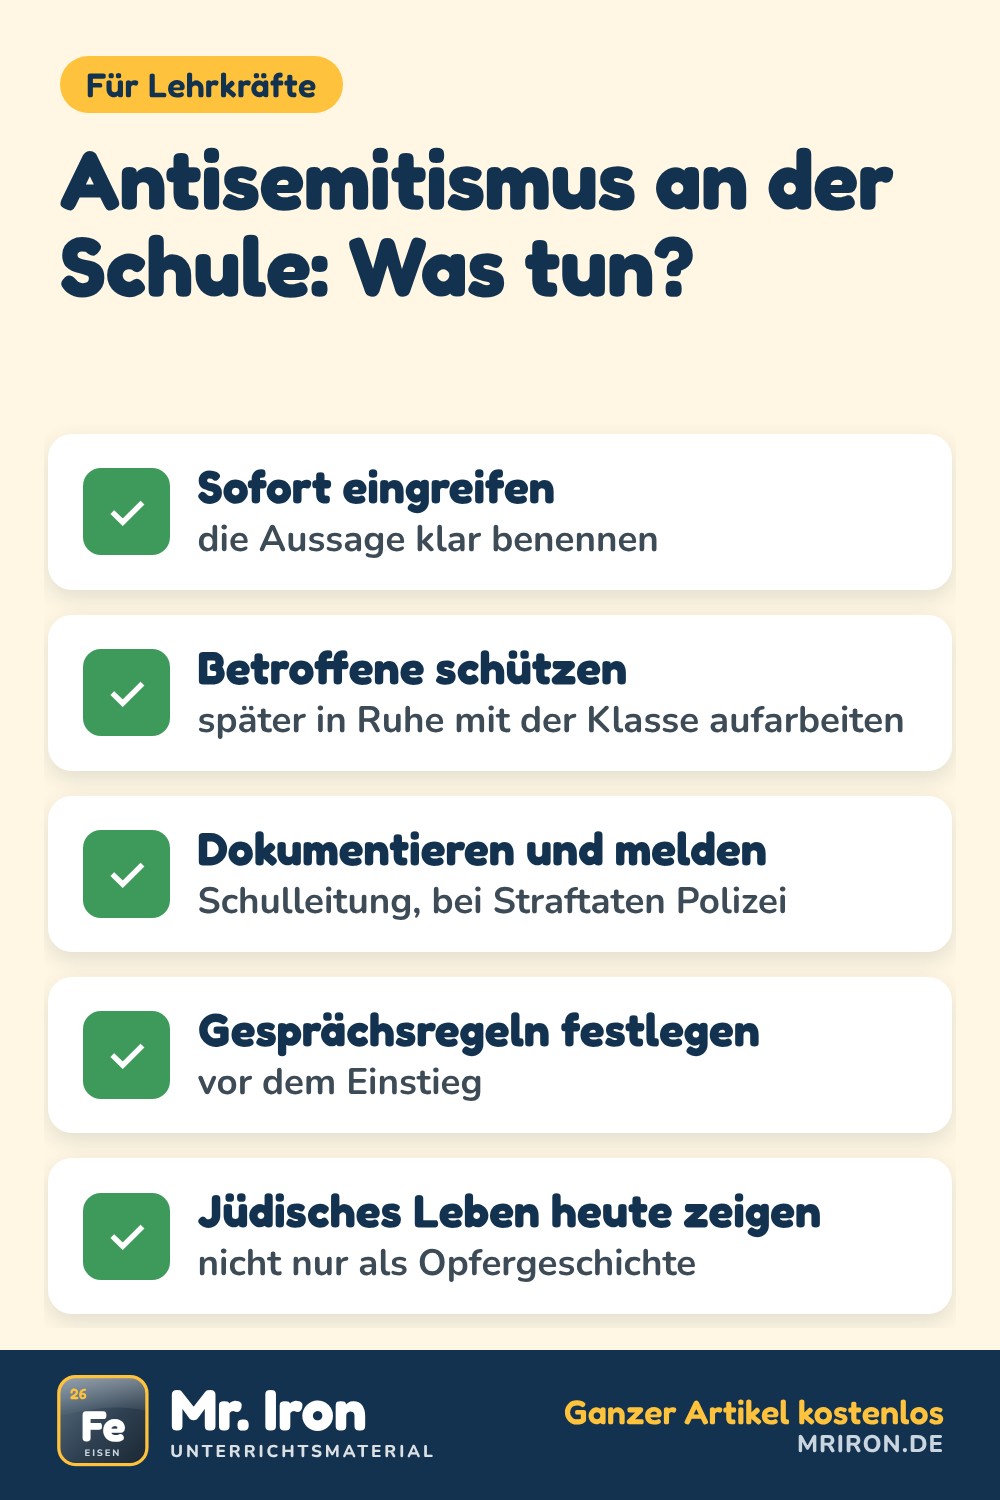 Für Lehrkräfte
Antisemitismus an der
Schule: Was tun?
Sofort eingreifen
die Aussage klar benennen
Betroffene schützen
später in Ruhe mit der Klasse aufarbeiten
Dokumentieren und melden
Schulleitung, bei Straftaten Polizei
Gesprächsregeln festlegen
vor dem Einstieg
Jüdisches Leben heute zeigen
nicht nur als Opfergeschichte
26
Fe
EISEN
Mr. Iron
UNTERRICHTSMATERIAL
Ganzer Artikel kostenlos
MRIRON.DE